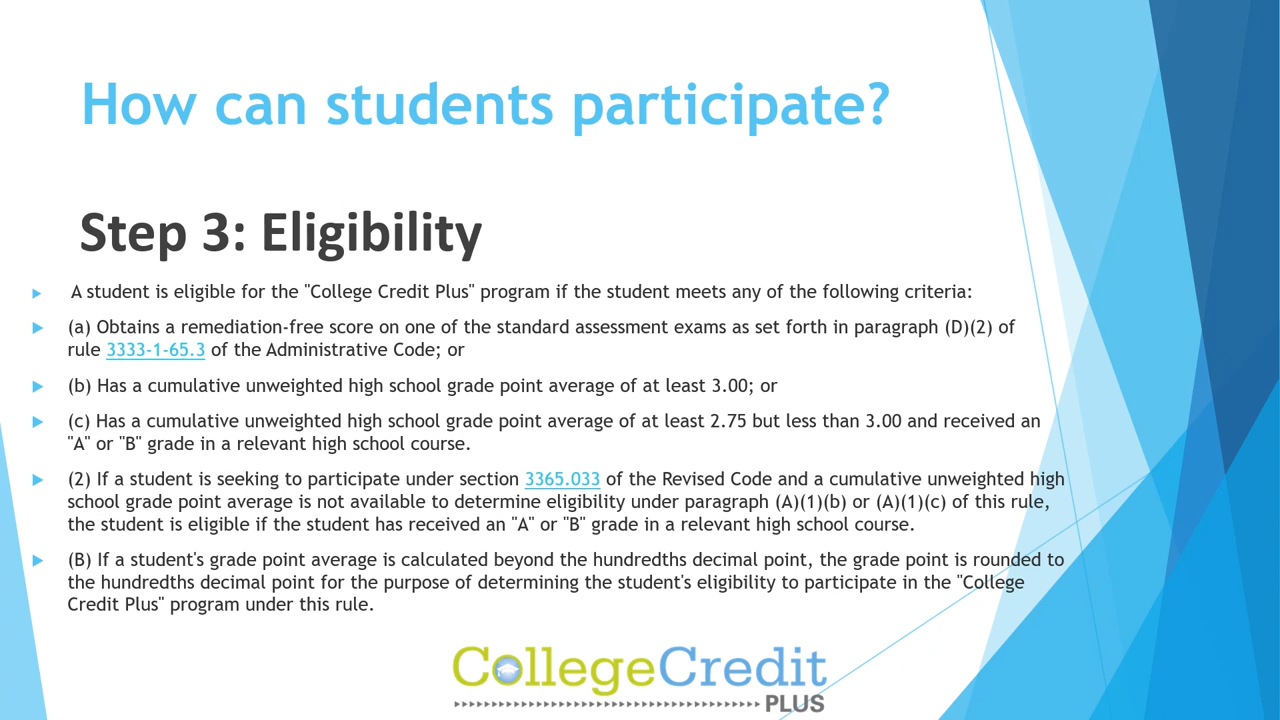 How can students participate?
Step 3: Eligibility
A student is eligible for the "College Credit Plus" program if the student meets any of the following criteria:
(a) Obtains a remediation-free score on one of the standard assessment exams as set forth in paragraph (D)(2) of
rule 3333-1-65.3 of the Administrative Code; or
(b) Has a cumulative unweighted high school grade point average of at least 3.00; or
(c) Has a cumulative unweighted high school grade point average of at least 2.75 but less than 3.00 and received an
"A" or "B" grade in a relevant high school course.
(2) If a student is seeking to participate under section 3365.033 of the Revised Code and a cumulative unweighted high
school grade point average is not available to determine eligibility under paragraph (A)(1)(b) or (A)(1)(c) of this rule,
the student is eligible if the student has received an "A" or "B" grade in a relevant high school course.
(B) If a student's grade point average is calculated beyond the hundredths decimal point, the grade point is rounded to
the hundredths decimal point for the purpose of determining the student's eligibility to participate in the "College
Credit Plus" program under this rule.
CollegeCredit
PLUS